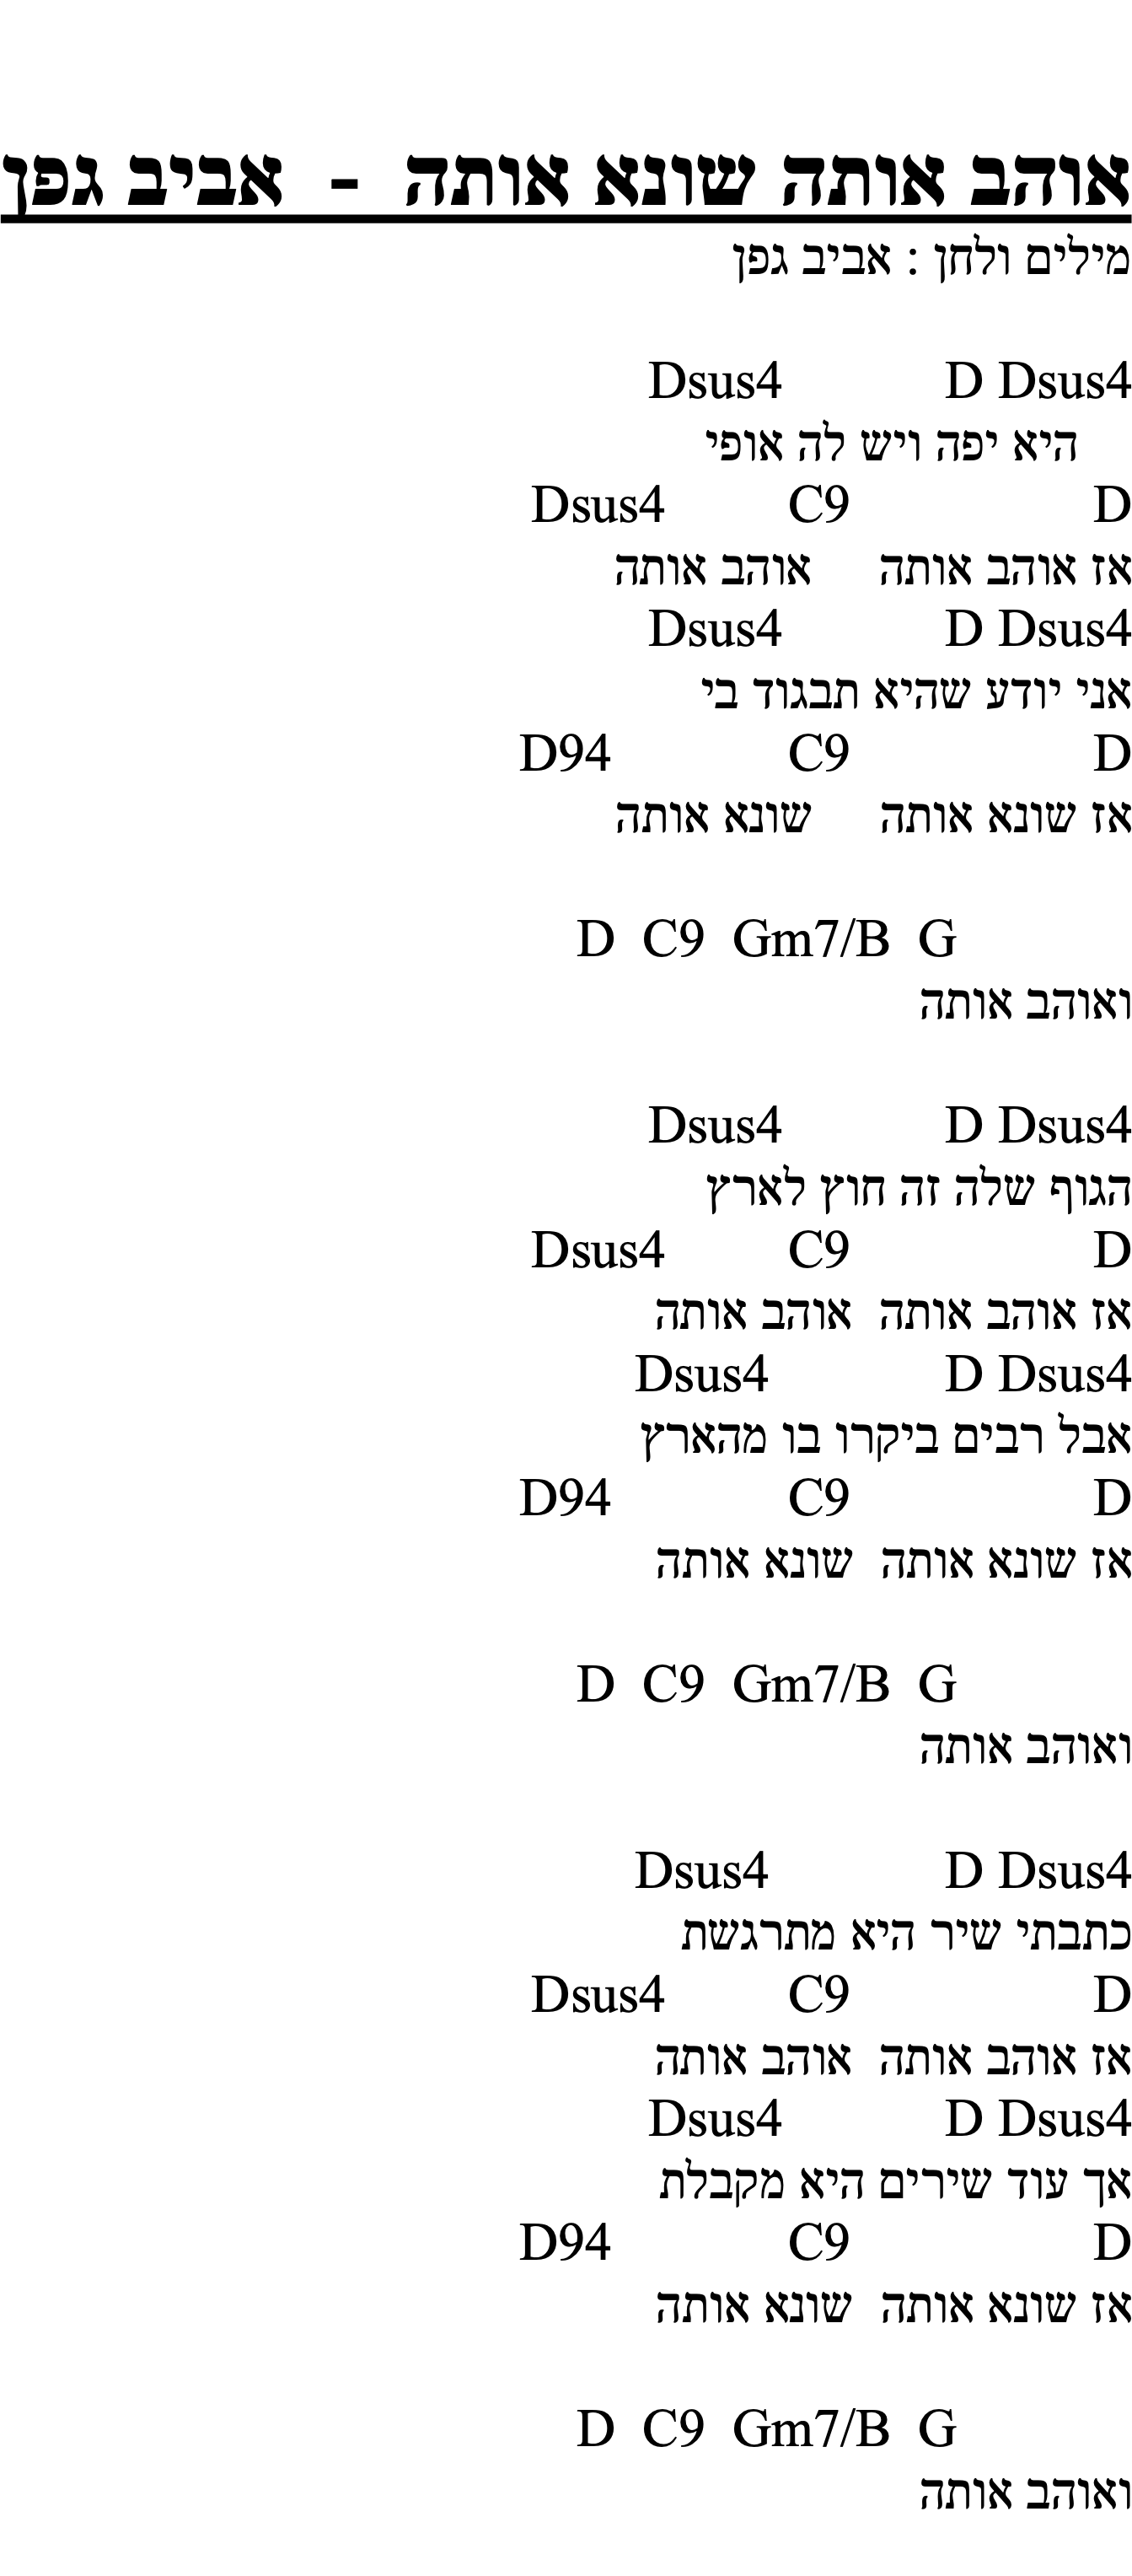 אוהב אותה שונא אותה - אביב גפן
מילים ולחן : אביב גפן
Dsus4 D Dsus4
היא יפה ויש לה אופי
Dsus4 C9 D
אז אוהב אותה אוהב אותה
Dsus4 D Dsus4
אני יודע שהיא תבגוד בי
D94 C9 D
אז שונא אותה שונא אותה
D C9 Gm7/B G
ואוהב אותה
Dsus4 D Dsus4
הגוף שלה זה חוץ לארץ
Dsus4 C9 D
אז אוהב אותה אוהב אותה
Dsus4 D Dsus4
אבל רבים ביקרו בו מהארץ
D94 C9 D
אז שונא אותה שונא אותה
D C9 Gm7/B G
ואוהב אותה
Dsus4 D Dsus4
כתבתי שיר היא מתרגשת
Dsus4 C9 D
אז אוהב אותה אוהב אותה
Dsus4 D Dsus4
אך עוד שירים היא מקבלת
D94 C9 D
אז שונא אותה שונא אותה
D C9 Gm7/B G
ואוהב אותה